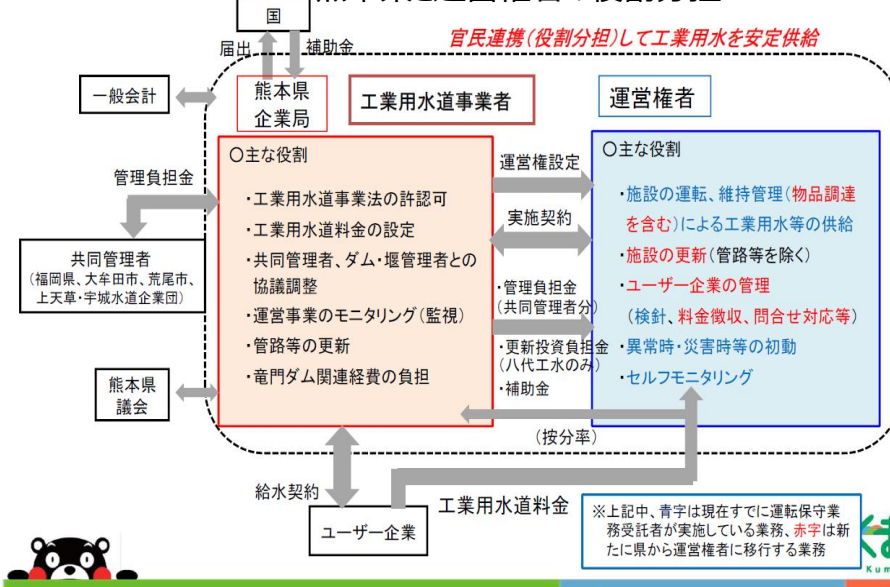 国
届出
補助金
官民連携(役割分担)して工業用水を安定供給
一般会計
熊本県
企業局
工業用水道事業者
運営権者
〇主な役割
・工業用水道事業法の許認可
・工業用水道料金の設定
・共同管理者、ダム・堰管理者との
協議調整
・運営事業のモニタリング(監視)
・管路等の更新
・竜門ダム関連経費の負担
管理負担金
共同管理者
(福岡県、大牟田市、荒尾市、
上天草・宇城水道企業団)
熊本県
議会
運営権設定
実施契約
・管理負担金
(共同管理者分)
・更新投資負担金
(八代工水のみ)
・補助金
(按分率)
〇主な役割
・施設の運転、維持管理(物品調達
を含む)による工業用水等の供給
・施設の更新(管路等を除く)
・ユーザー企業の管理
(検針、料金徴収、問合せ対応等)
・異常時・災害時等の初動
・セルフモニタリング
給水契約
ユーザー企業
工業用水道料金
※上記中、青字は現在すでに運転保守業
務受託者が実施している業務、赤字は新
たに県から運営権者に移行する業務